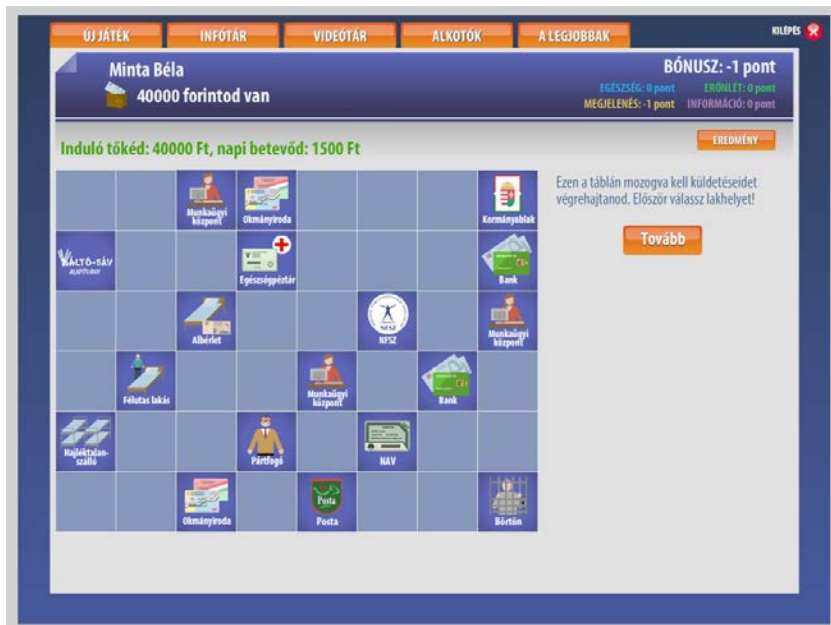 ÚJ JÁTÉK
INFÓTÁR
VIDEÓTÁR
ALKOTÓK
A LEGJOBBAK
KILÉPÉS
Minta Béla
40000 forintod van
BÓNUSZ: -1 pont
EGÉSZSÉG: 0 pont ERŐNLÉT: 0 pont
MEGJELENÉS: -1 pont INFORMÁCIÓ: 0 pont
Induló tőkéd: 40000 Ft, napi betevőd: 1500 Ft
EREDMÉNY
Munkaügyi központ
Okmányiroda
Kormányablak
Ezen a táblán mozogva kell küldetéseidet
végrehajtanod. Először válassz lakhelyet!
Tovább
VÁLTÓ-SÁV
ALAPÍTVÁNY
Egészségpéztár
Bank
Albérlet
NFSZ
NFSZ
Munkaügyi központ
Félutas lakás
Munkaügyi központ
Bank
Hajléktalan-
szálló
Pártfogó
NAV
Okmányiroda
Posta
Posta
Börtön